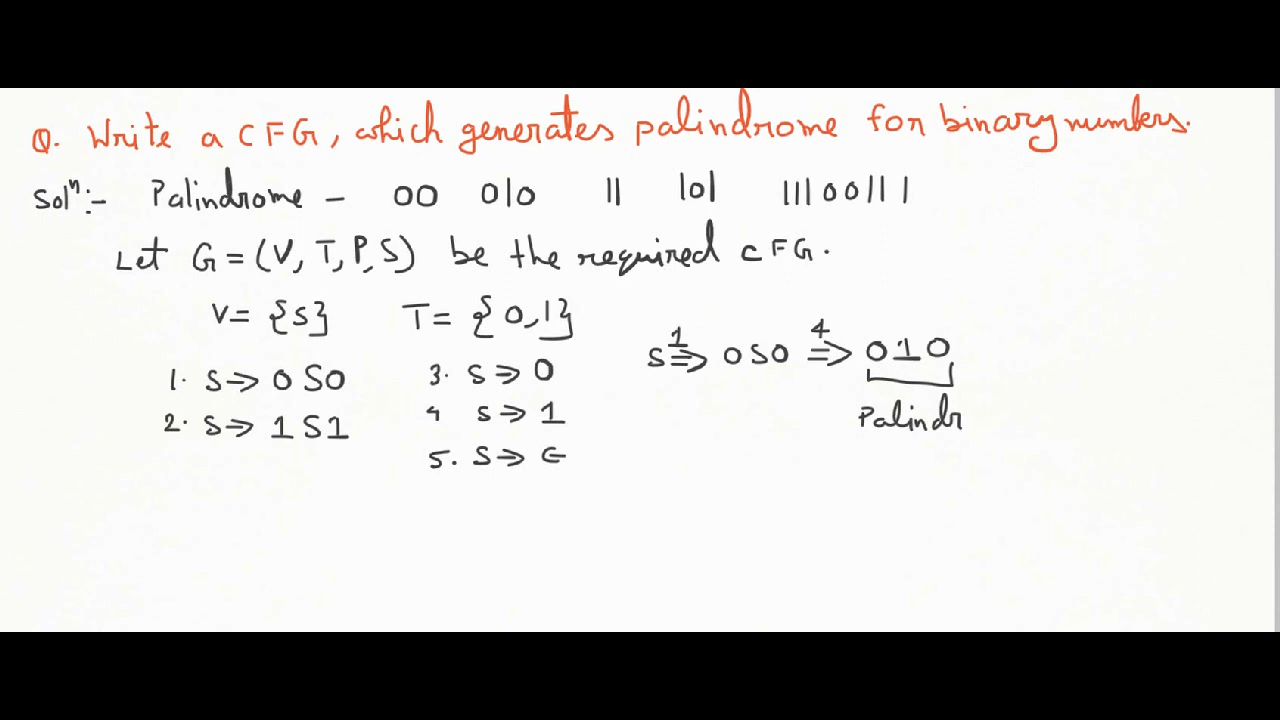 Q. Write a CFG, which generates palindrome for binary numbers.
Solⁿ:- Palindrome - 00 010 11 101 11100111
Let G = (V, T, P, S) be the required CFG.
V = {S} T = {0,1}
1. S → 0S0 3. S → 0
2. S → 1S1 4 S → 1
5. S → ϵ
S ⇒1 0S0 ⇒4 010
Palindr